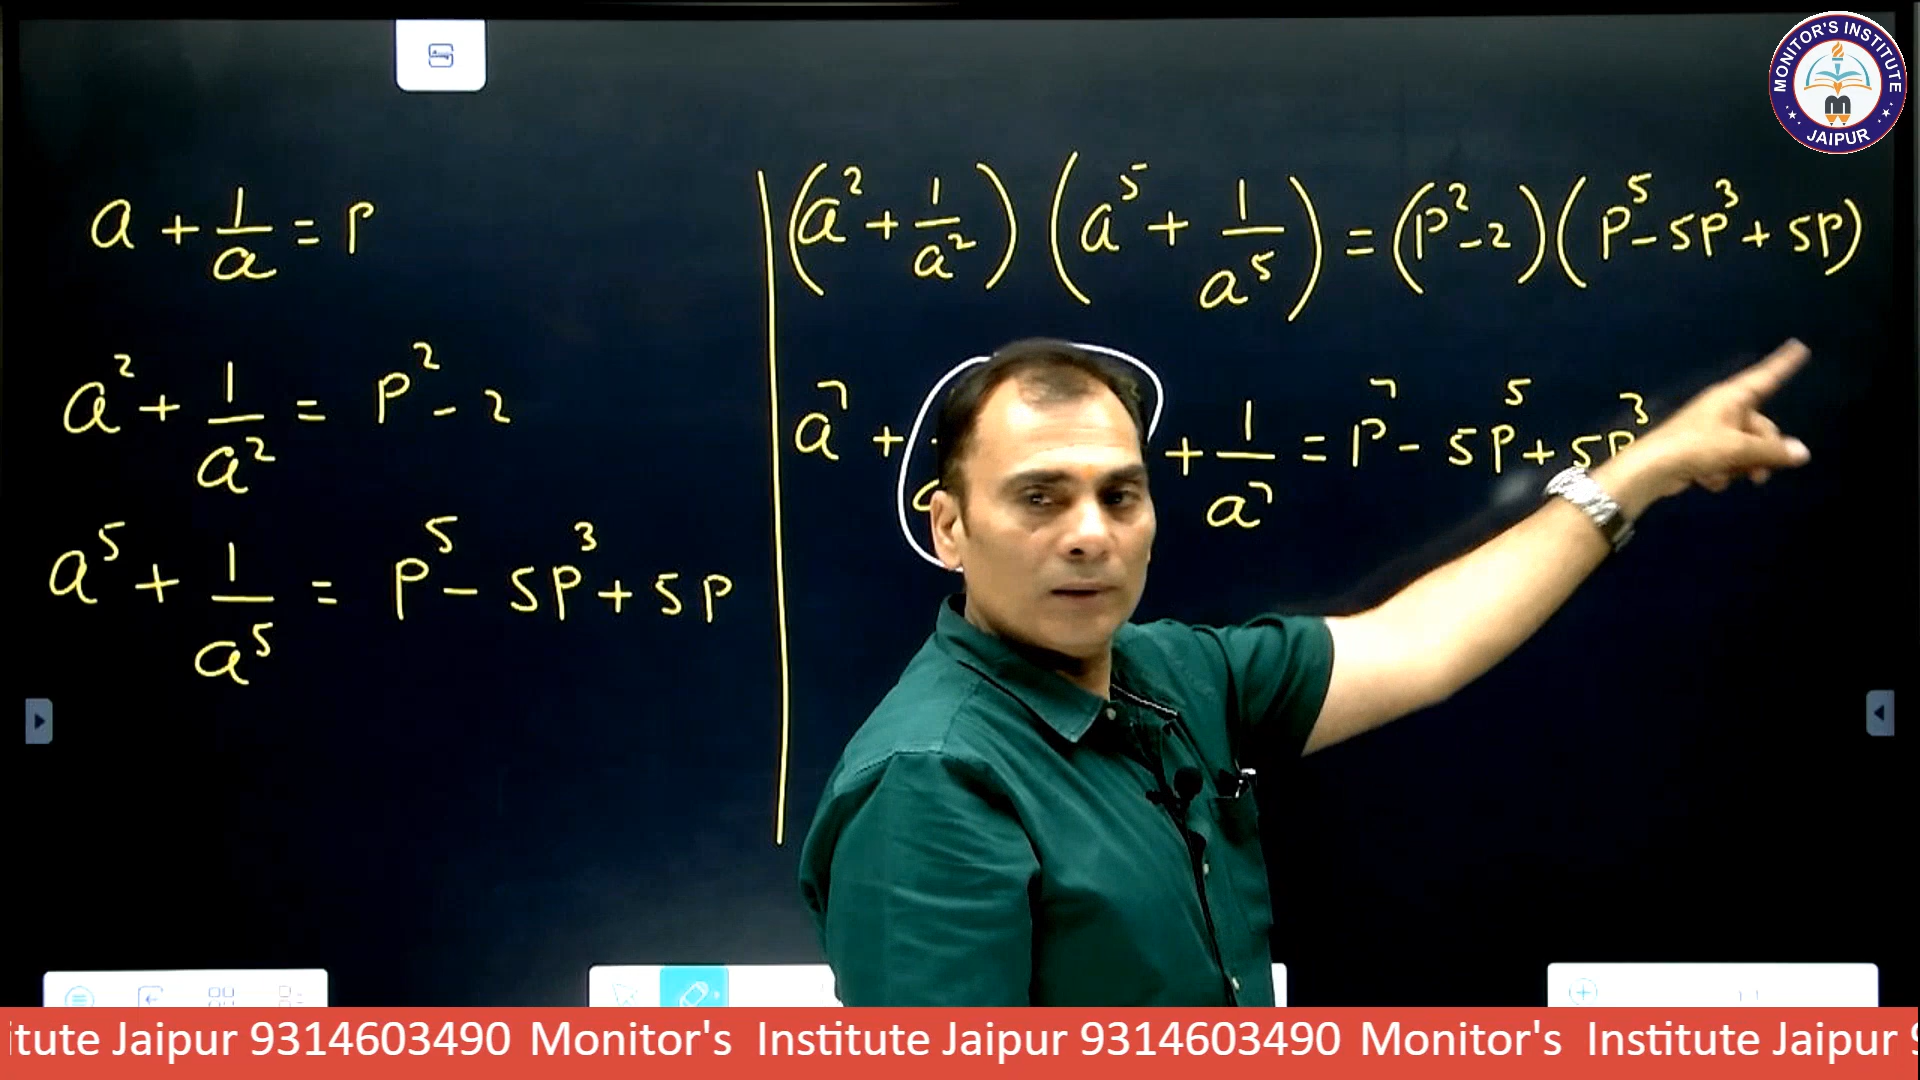 MONITOR'S INSTITUTE
JAIPUR
a + 1/a = p
a² + 1/a² = p² - 2
a⁵ + 1/a⁵ = p⁵ - 5p³ + 5p
(a² + 1/a²) (a⁵ + 1/a⁵) = (p² - 2) (p⁵ - 5p³ + 5p)
a⁷ + + 1/a⁷ = p⁷ - 5p⁵ + 5p³
itute Jaipur 9314603490 Monitor's Institute Jaipur 9314603490 Monitor's Institute Jaipur